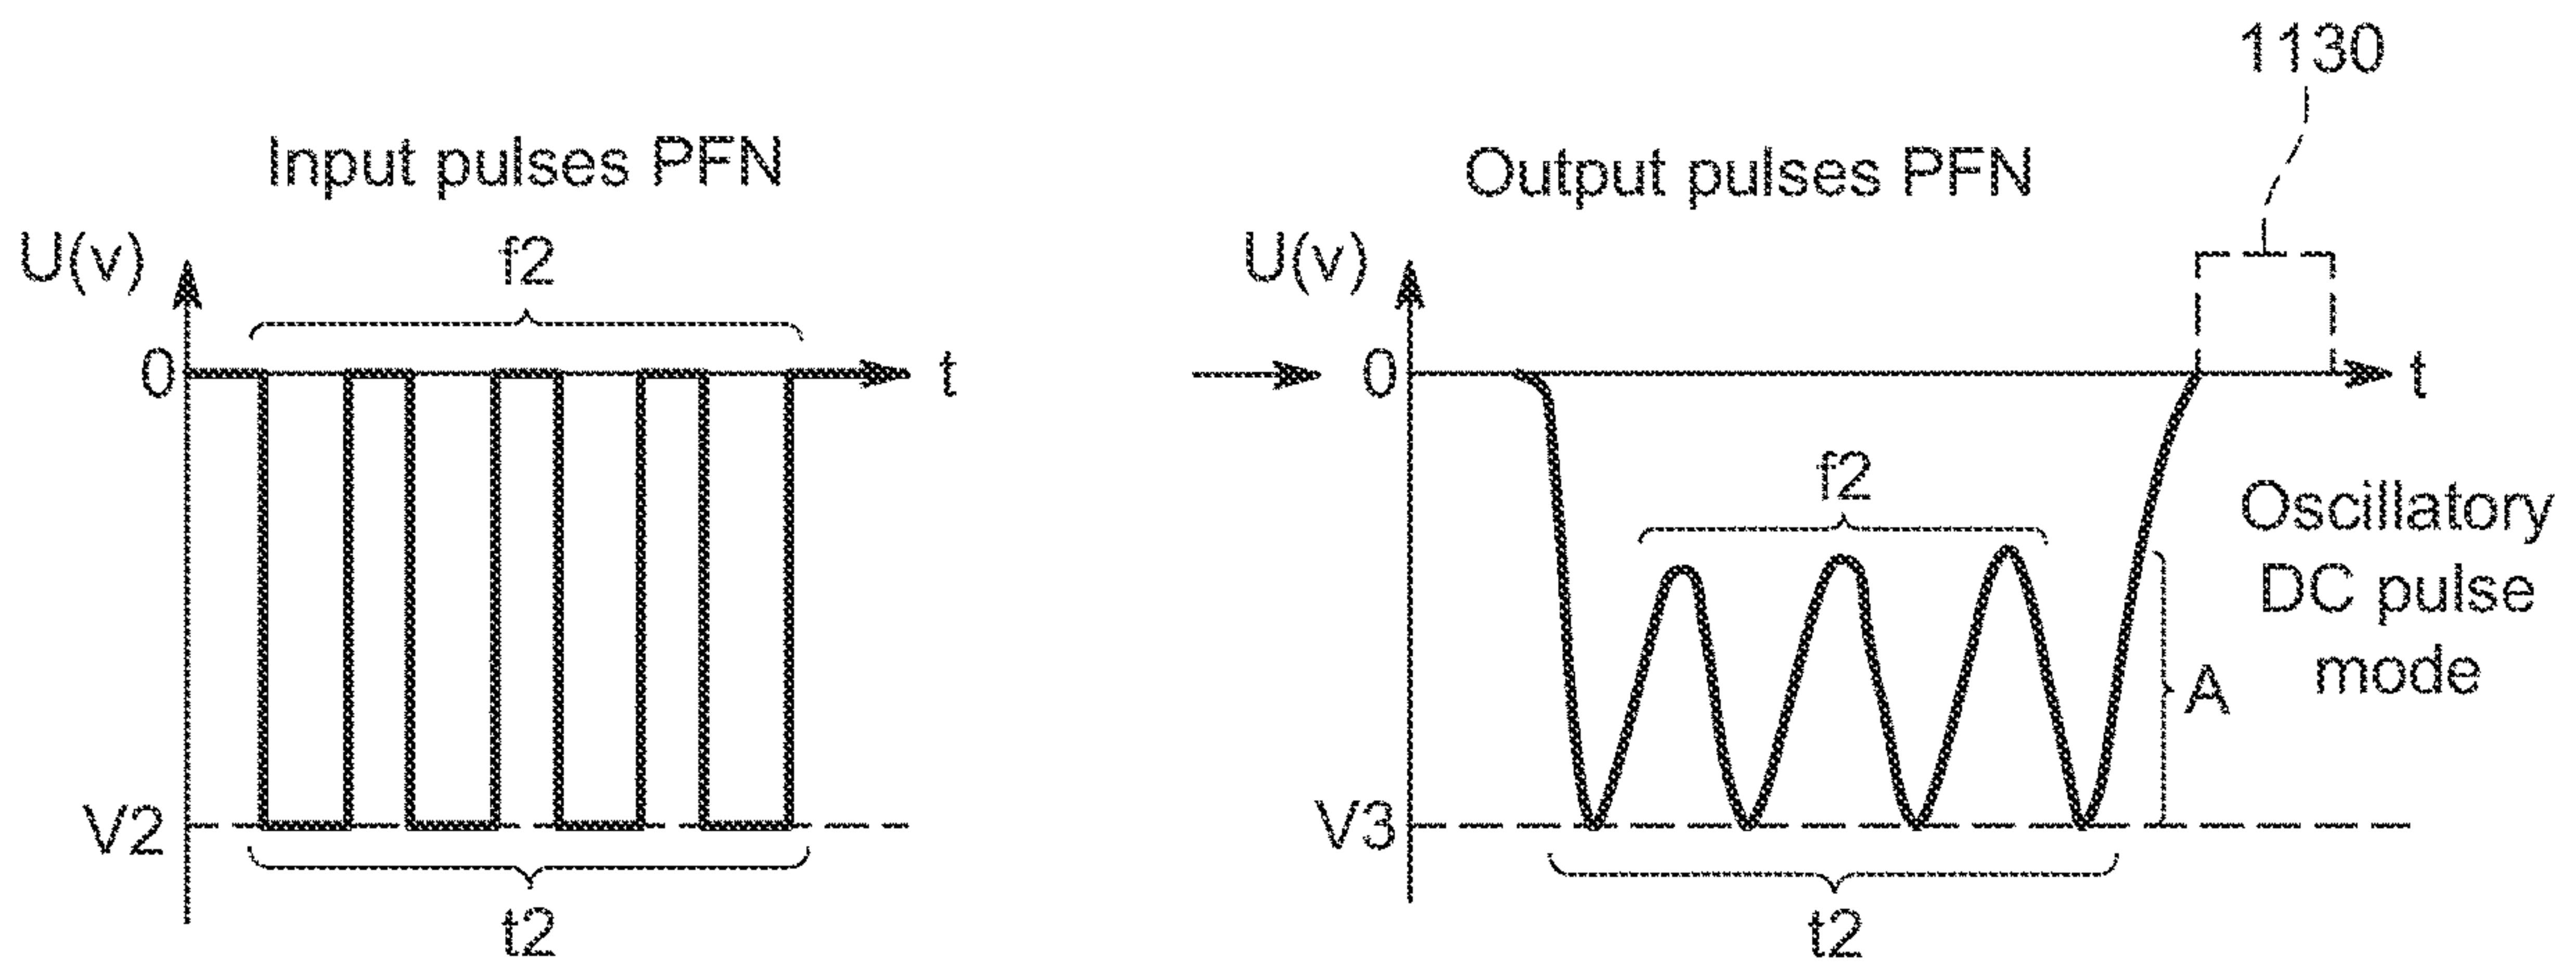 Input pulses PFN
U(v)
f2
0
t
V2
t2
1130
Output pulses PFN
U(v)
0
t
f2
Oscillatory
DC pulse
mode
A
V3
t2